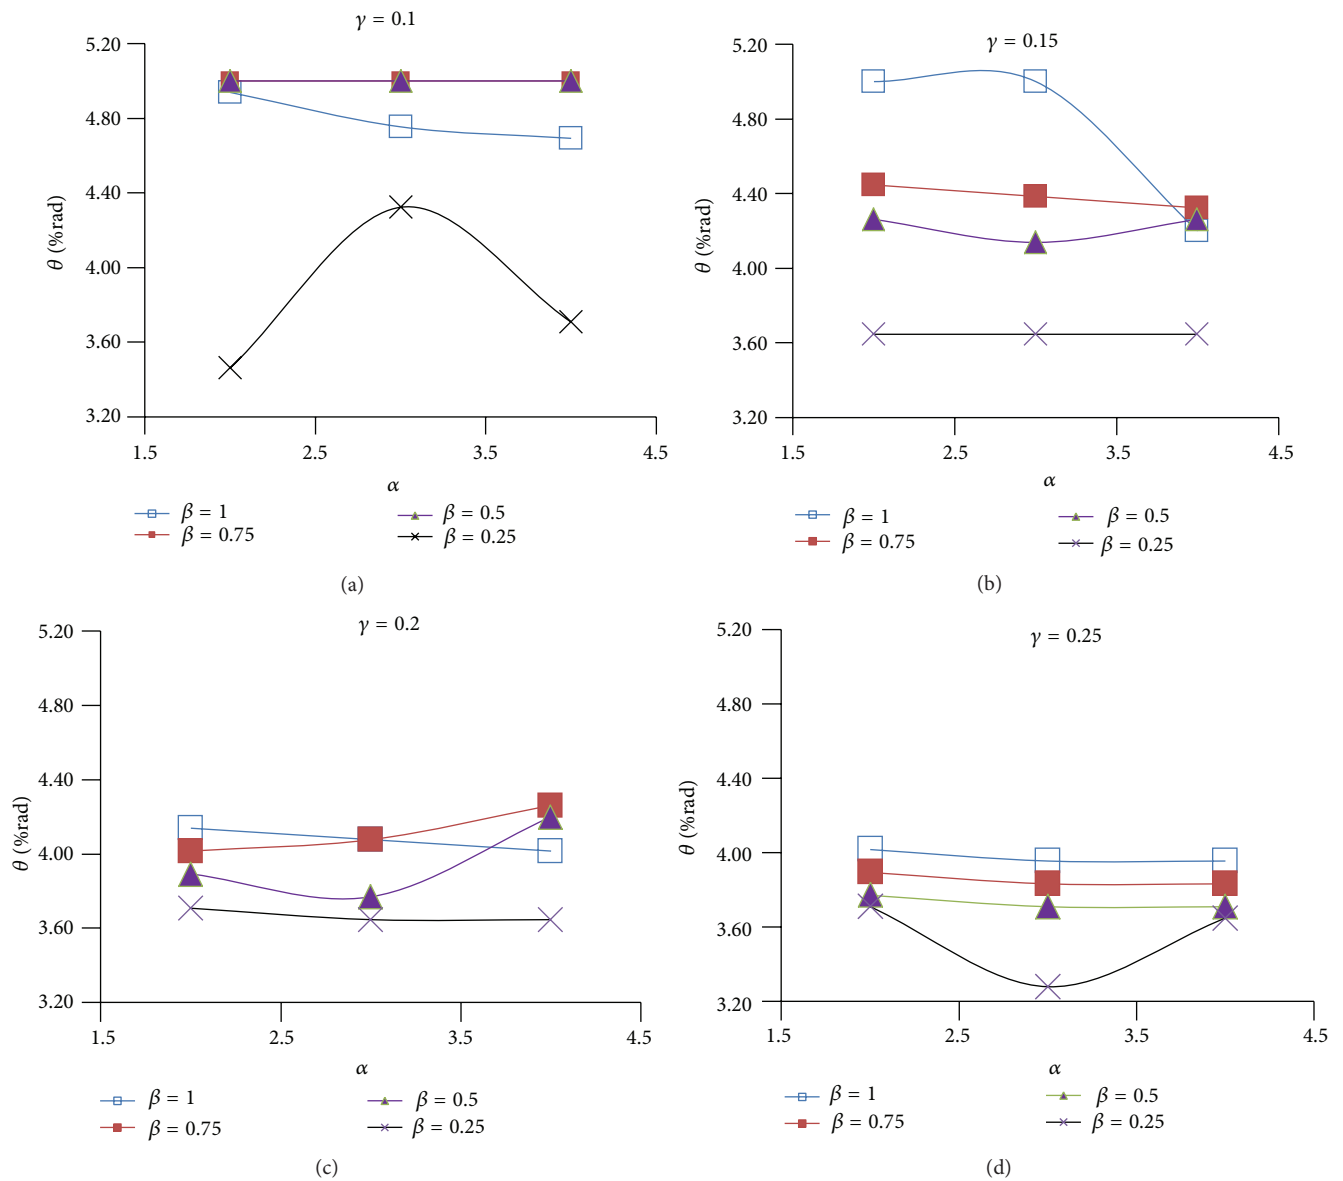 γ = 0.1
5.20
4.80
4.40
4.00
3.60
3.20
θ (%rad)
1.5 2.5 3.5 4.5
α
β = 1
β = 0.75
β = 0.5
β = 0.25
(a)
γ = 0.15
5.20
4.80
4.40
4.00
3.60
3.20
θ (%rad)
1.5 2.5 3.5 4.5
α
β = 1
β = 0.75
β = 0.5
β = 0.25
(b)
γ = 0.2
5.20
4.80
4.40
4.00
3.60
3.20
θ (%rad)
1.5 2.5 3.5 4.5
α
β = 1
β = 0.75
β = 0.5
β = 0.25
(c)
γ = 0.25
5.20
4.80
4.40
4.00
3.60
3.20
θ (%rad)
1.5 2.5 3.5 4.5
α
β = 1
β = 0.75
β = 0.5
β = 0.25
(d)